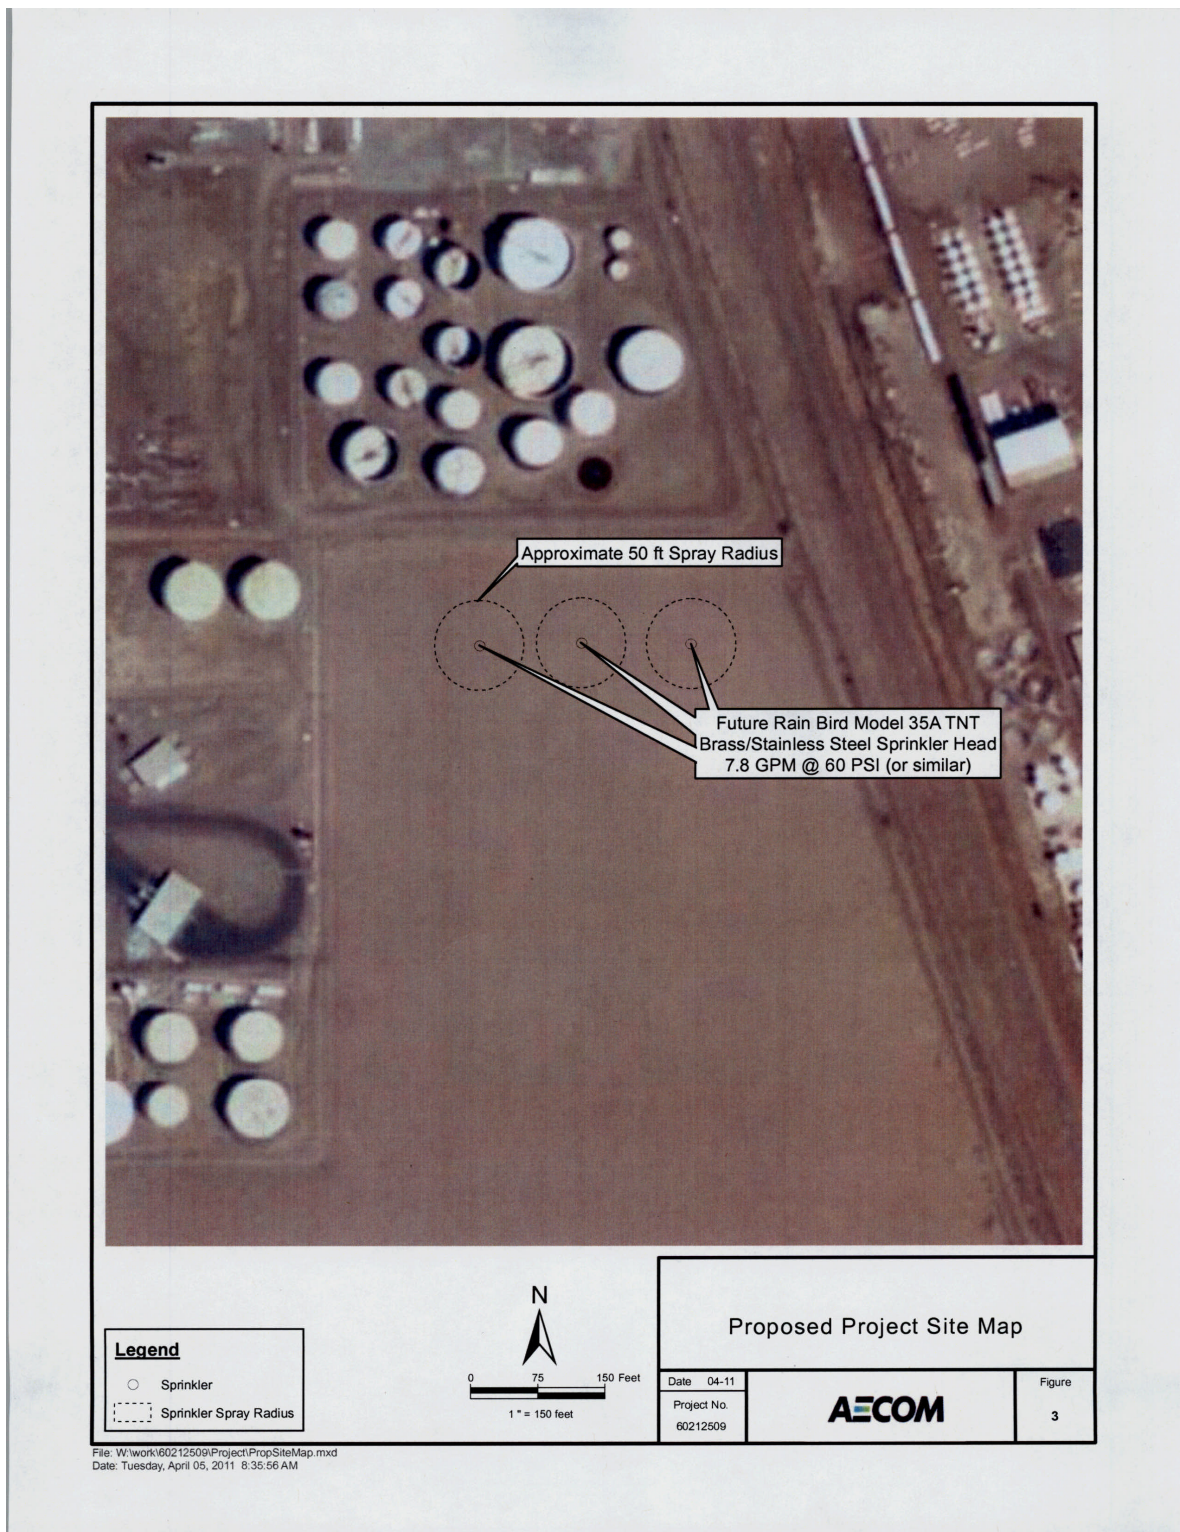 Approximate 50 ft Spray Radius
Future Rain Bird Model 35A TNT
Brass/Stainless Steel Sprinkler Head
7.8 GPM @ 60 PSI (or similar)
Legend
Sprinkler
Sprinkler Spray Radius
N
0 75 150 Feet
1 " = 150 feet
Proposed Project Site Map
Date 04-11
Project No.
60212509
AECOM
Figure
3
File: W:\work\60212509\Project\PropSiteMap.mxd
Date: Tuesday, April 05, 2011 8:35:56 AM